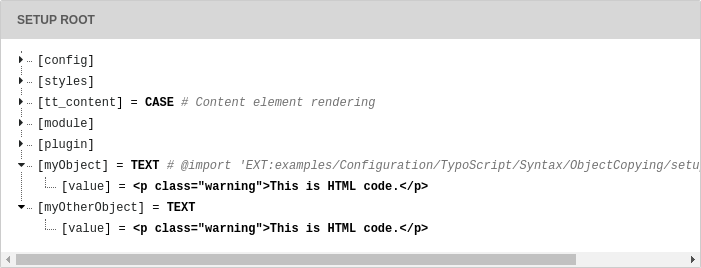 SETUP ROOT
[config]
[styles]
[tt_content] = CASE # Content element rendering
[module]
[plugin]
[myObject] = TEXT # @import 'EXT:examples/Configuration/TypoScript/Syntax/ObjectCopying/setu
[value] = <p class="warning">This is HTML code.</p>
[myOtherObject] = TEXT
[value] = <p class="warning">This is HTML code.</p>